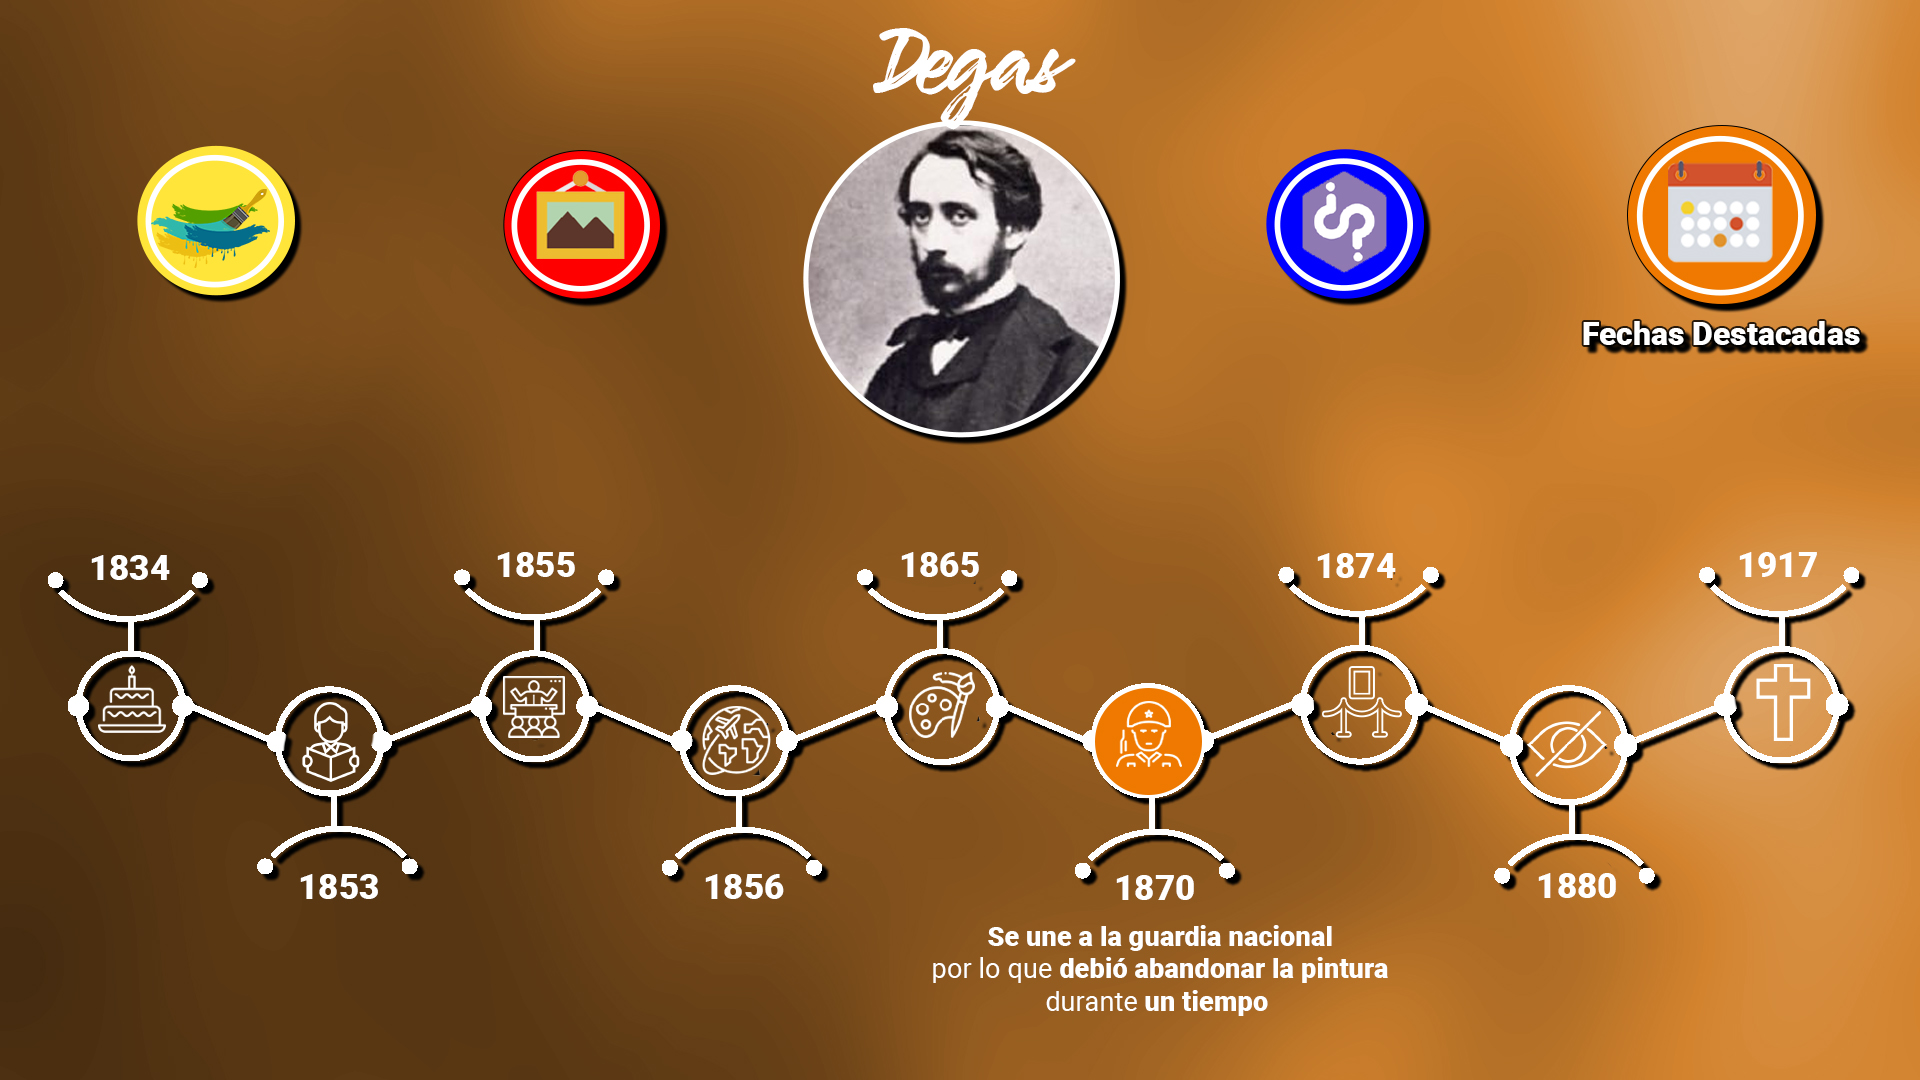 Degas
Fechas Destacadas
1834
1855
1865
1874
1917
1853
1856
1870
1880
Se une a la guardia nacional
por lo que debió abandonar la pintura
durante un tiempo